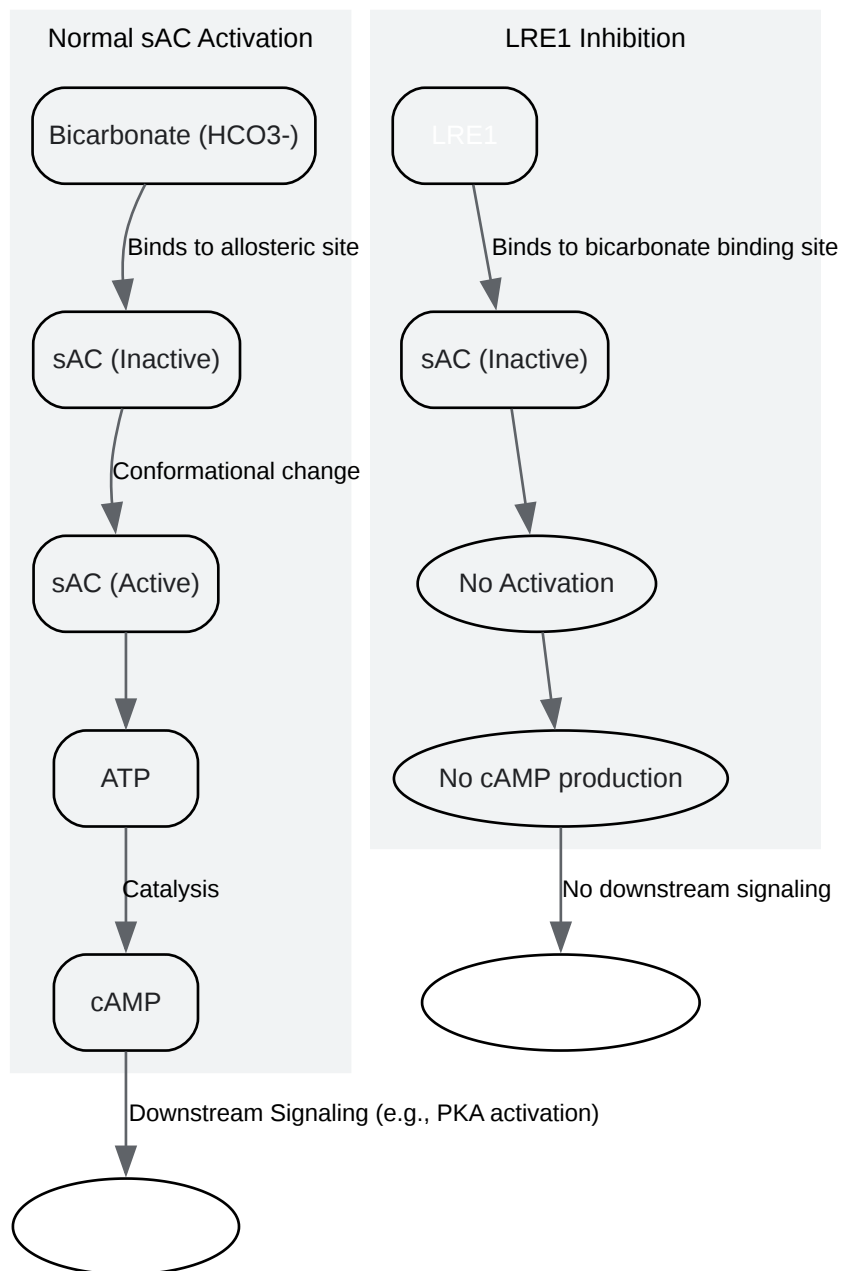 Normal sAC Activation
Bicarbonate (HCO3-)
Binds to allosteric site
sAC (Inactive)
Conformational change
sAC (Active)
ATP
Catalysis
cAMP
Downstream Signaling (e.g., PKA activation)
LRE1 Inhibition
LRE1
Binds to bicarbonate binding site
sAC (Inactive)
No Activation
No cAMP production
No downstream signaling